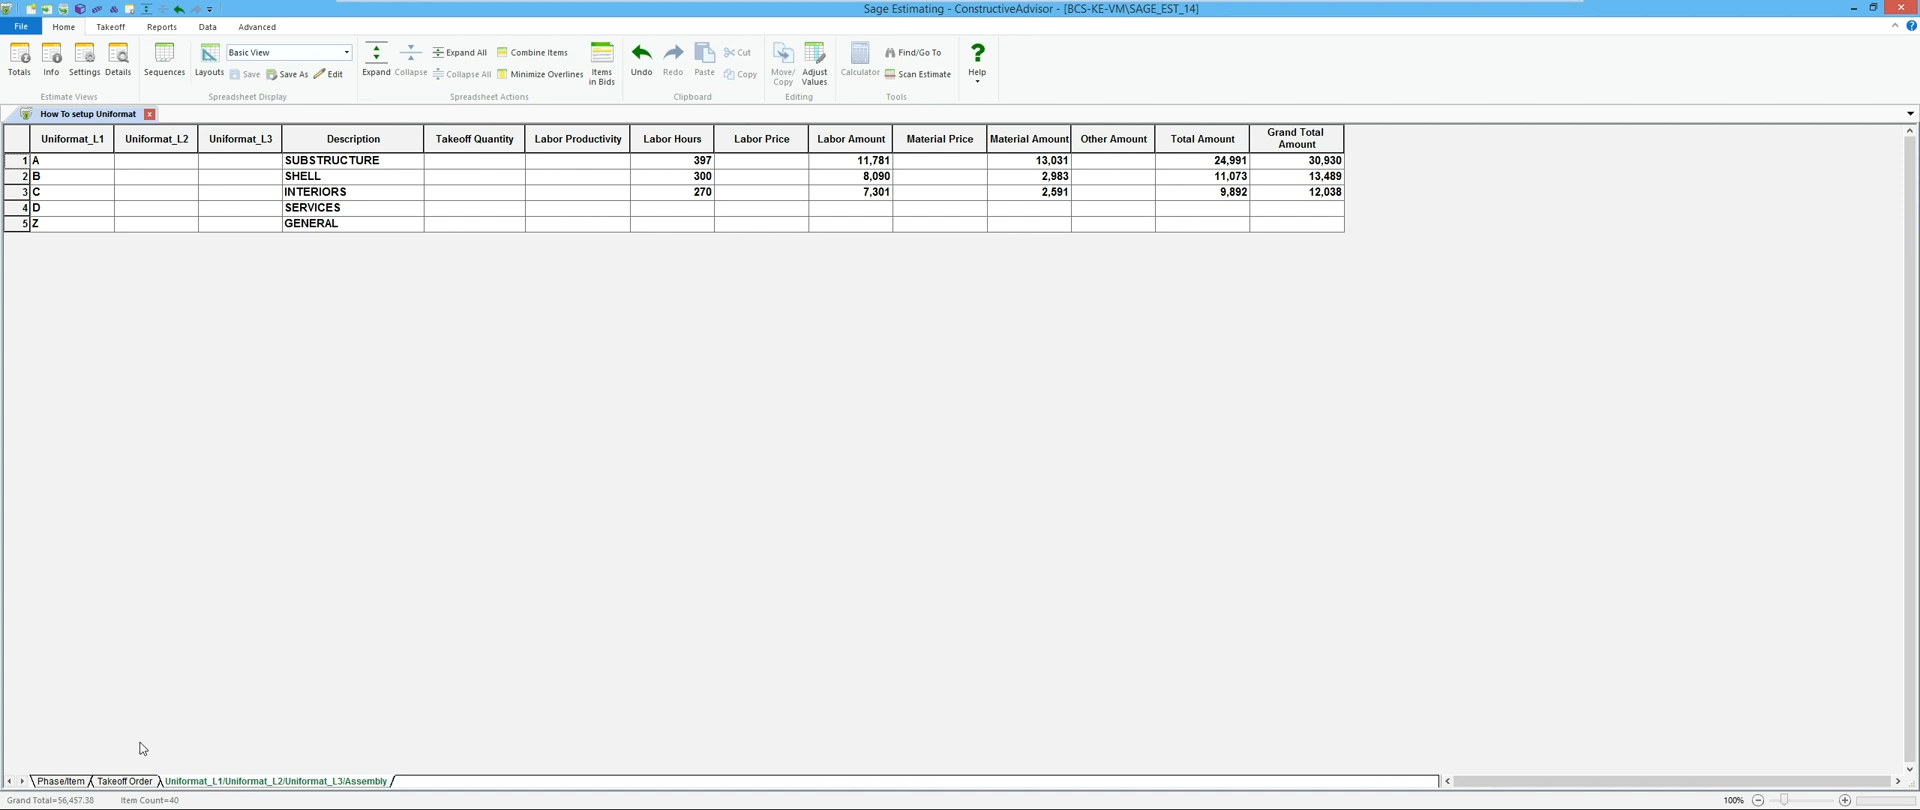 Sage Estimating - ConstructiveAdvisor - [BCS-KE-VM\SAGE_EST_14]
File Home Takeoff Reports Data Advanced
Totals Info Settings Details
Estimate Views
Sequences Layouts Basic View
Save Save As Edit
Spreadsheet Display
Expand Collapse Expand All Combine Items
Collapse All Minimize Overlines
Items in Bids
Spreadsheet Actions
Undo Redo Paste Cut
Copy
Clipboard
Move/ Copy Adjust Values
Editing
Calculator Find/Go To
Scan Estimate
Tools
Help
How To setup Uniformat
Uniformat_L1 Uniformat_L2 Uniformat_L3 Description Takeoff Quantity Labor Productivity Labor Hours Labor Price Labor Amount Material Price Material Amount Other Amount Total Amount Grand Total Amount
1 A SUBSTRUCTURE 397 11,781 13,031 24,991 30,930
2 B SHELL 300 8,090 2,983 11,073 13,489
3 C INTERIORS 270 7,301 2,591 9,892 12,038
4 D SERVICES
5 Z GENERAL
Phase/Item Takeoff Order Uniformat_L1/Uniformat_L2/Uniformat_L3/Assembly
Grand Total=56,457.38 Item Count=40 100%